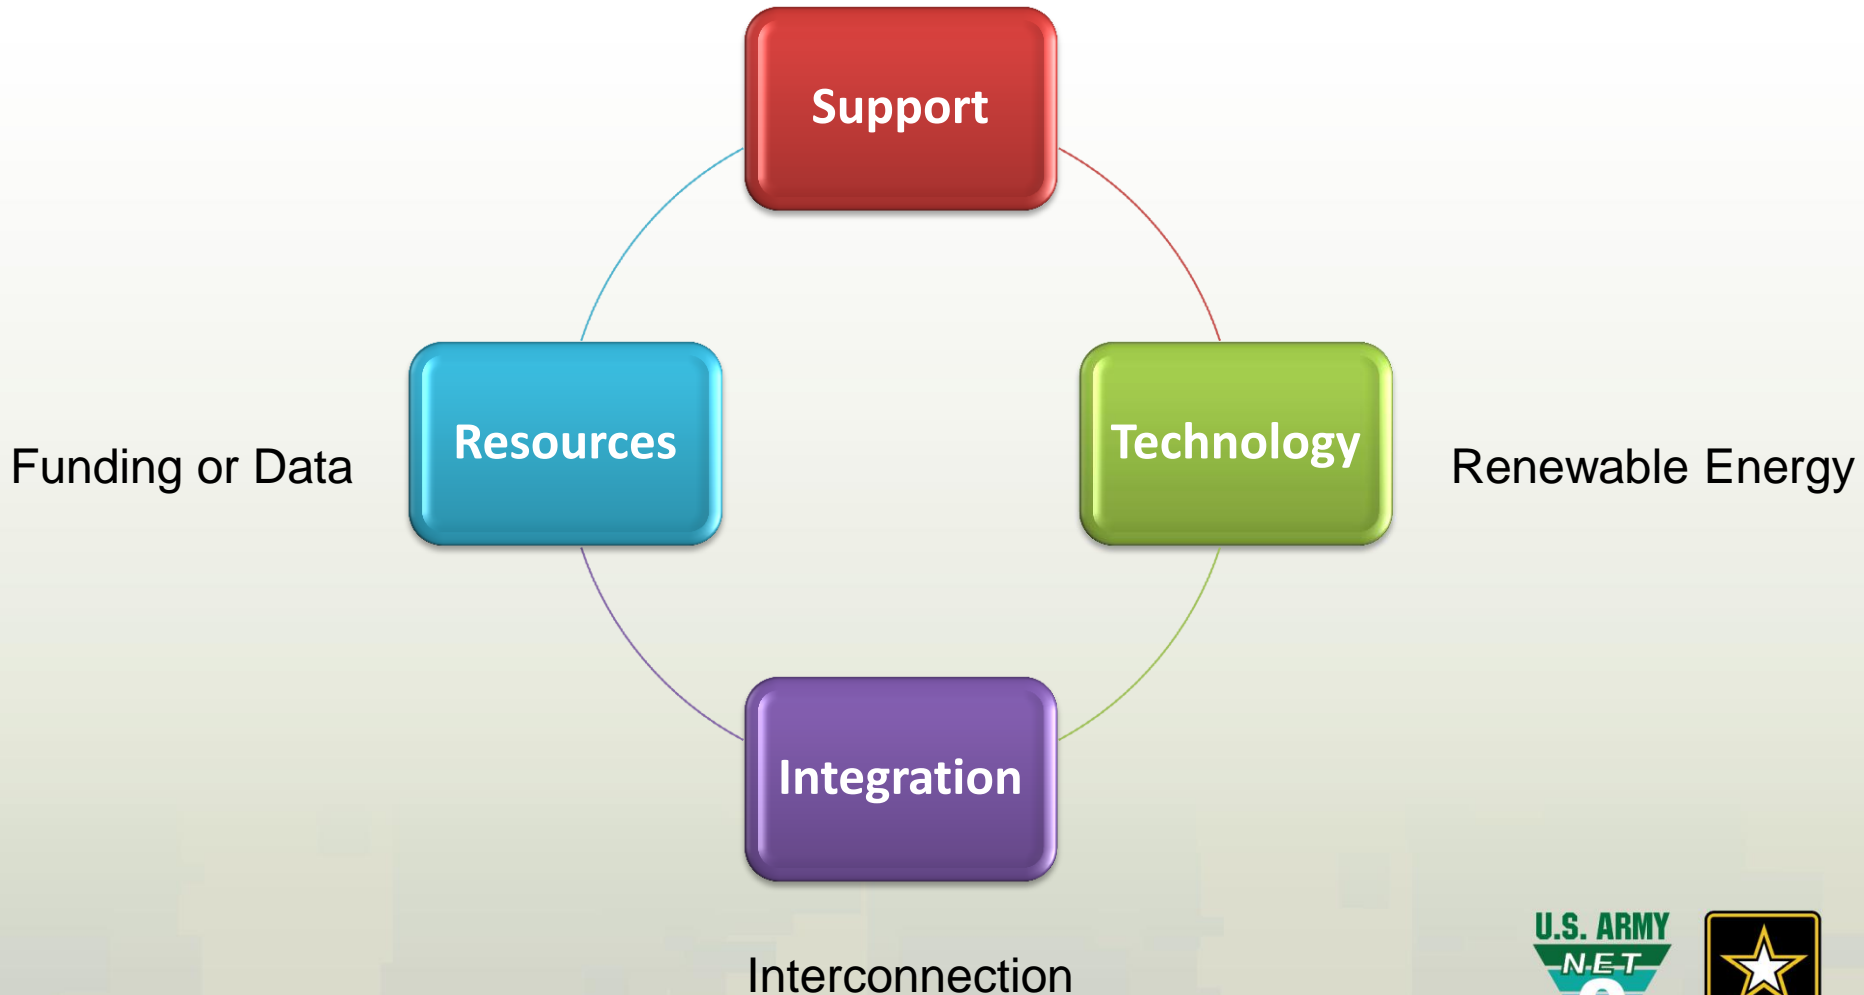 Support
Resources
Technology
Funding or Data
Renewable Energy
Integration
U.S. ARMY
NET
Interconnection